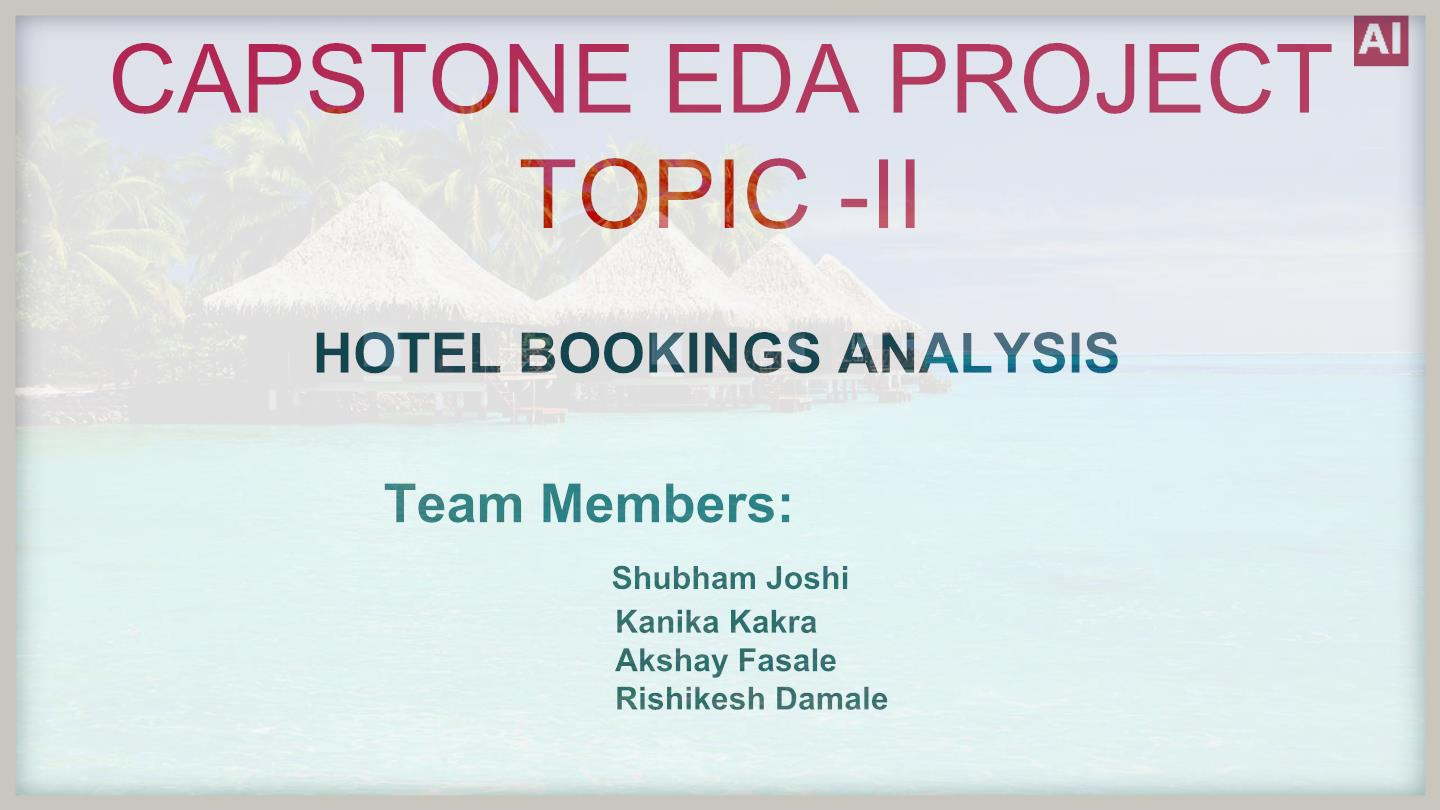 CAPSTONE EDA PROJECT
AI
TOPIC -II
HOTEL BOOKINGS ANALYSIS
Team Members:
Shubham Joshi
Kanika Kakra
Akshay Fasale
Rishikesh Damale